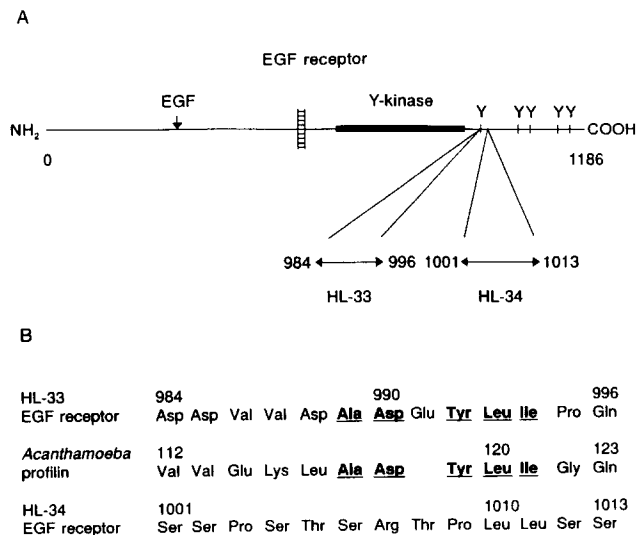 A
EGF receptor
EGF
Y-kinase
Y YY YY
NH2 COOH
0 1186
984 996 1001 1013
HL-33 HL-34
B
HL-33 984 990 996
EGF receptor Asp Asp Val Val Asp Ala Asp Glu Tyr Leu Ile Pro Gln
Acanthamoeba 112 120 123
profilin Val Val Glu Lys Leu Ala Asp Tyr Leu Ile Gly Gln
HL-34 1001 1010 1013
EGF receptor Ser Ser Pro Ser Thr Ser Arg Thr Pro Leu Leu Ser Ser